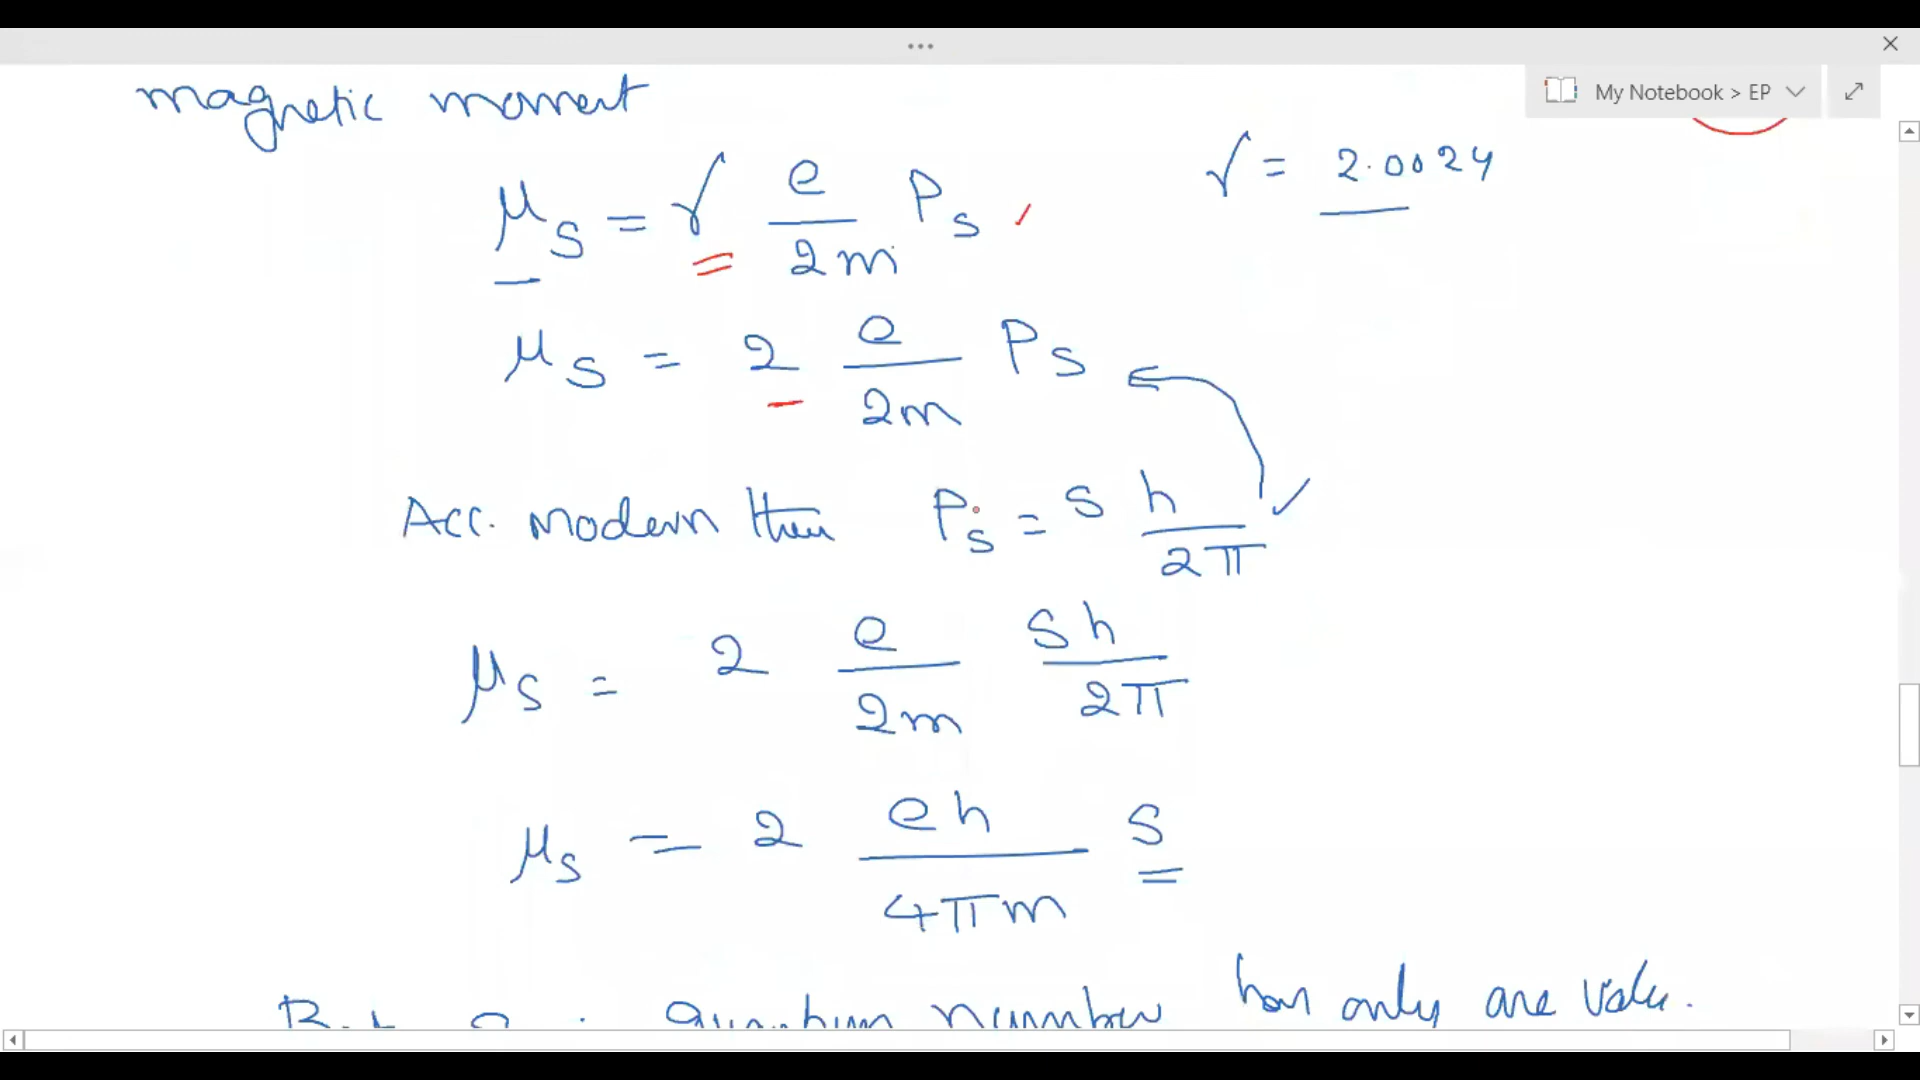 •••
My Notebook > EP
magnetic moment
μs = γ e/2m Ps
γ = 2.0024
μs = 2 e/2m Ps
Acc. modern Ps = s h/2π
μs = 2 e/2m sh/2π
μs = 2 eh/4πm s
But Quantum number has only one value.